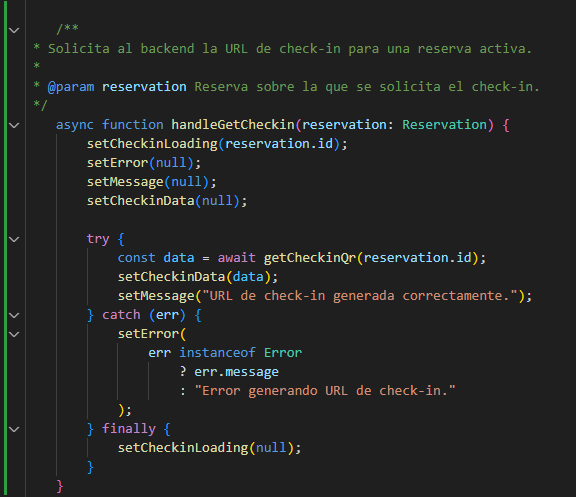 /**
* Solicita al backend la URL de check-in para una reserva activa.
*
* @param reservation Reserva sobre la que se solicita el check-in.
*/
async function handleGetCheckin(reservation: Reservation) {
    setCheckinLoading(reservation.id);
    setError(null);
    setMessage(null);
    setCheckinData(null);

    try {
        const data = await getCheckinQr(reservation.id);
        setCheckinData(data);
        setMessage("URL de check-in generada correctamente.");
    } catch (err) {
        setError(
            err instanceof Error
                ? err.message
                : "Error generando URL de check-in."
        );
    } finally {
        setCheckinLoading(null);
    }
}